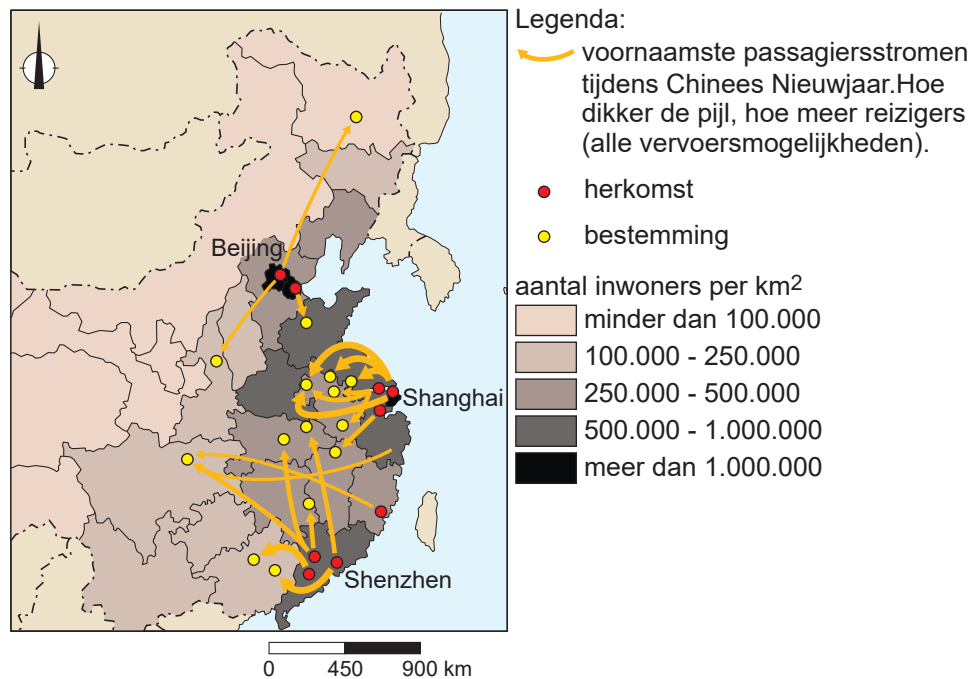 Legenda:
voornaamste passagiersstromen
tijdens Chinees Nieuwjaar.Hoe
dikker de pijl, hoe meer reizigers
(alle vervoersmogelijkheden).
herkomst
bestemming
aantal inwoners per km2
minder dan 100.000
100.000 - 250.000
250.000 - 500.000
500.000 - 1.000.000
meer dan 1.000.000
Beijing
Shanghai
Shenzhen
0 450 900 km